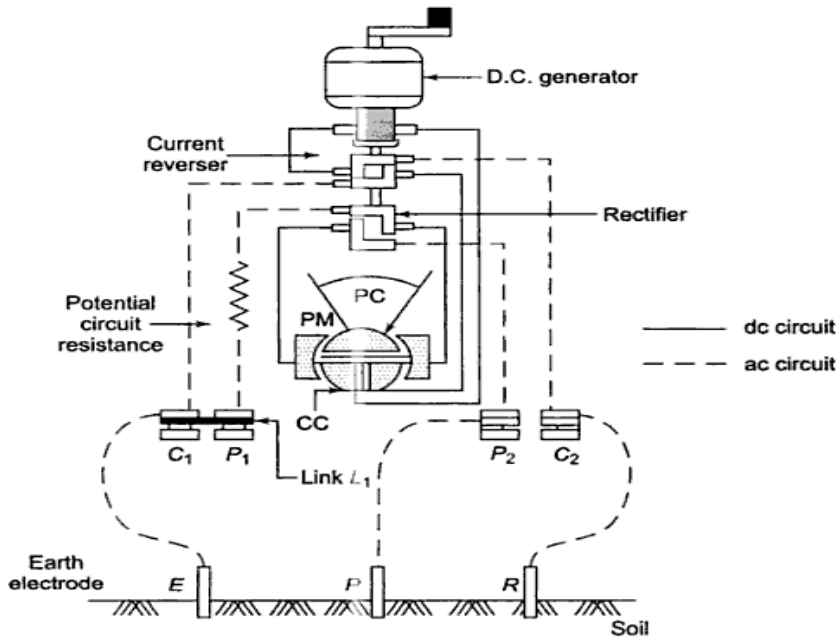 D.C. generator
Current
reverser
Rectifier
PC
PM
Potential
circuit
resistance
dc circuit
ac circuit
CC
C1
P1
P2
C2
Link L1
Earth
electrode
E
P
R
Soil